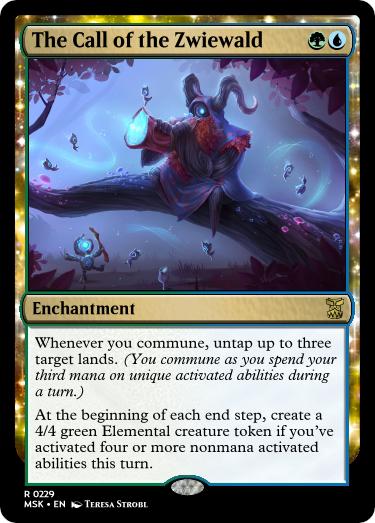 The Call of the Zwiewald
Enchantment
Whenever you commune, untap up to three
target lands. (You commune as you spend your
third mana on unique activated abilities during
a turn.)
At the beginning of each end step, create a
4/4 green Elemental creature token if you've
activated four or more nonmana activated
abilities this turn.
R 0229
MSK • EN Teresa Strobl